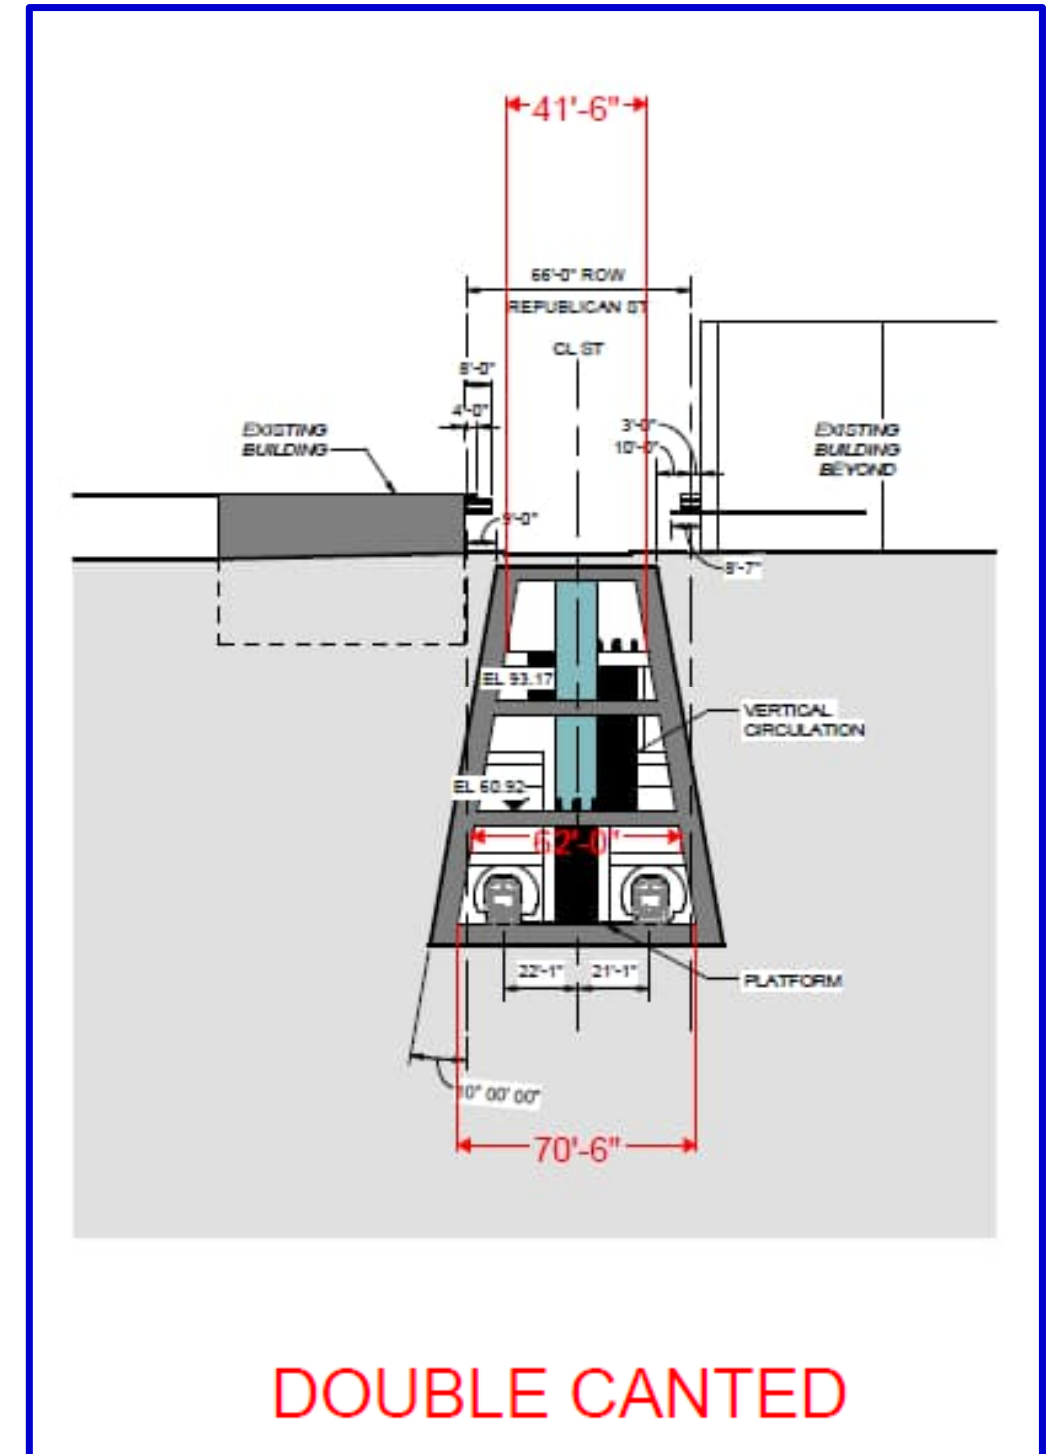 41'-6"
66'-0" ROW
REPUBLICAN ST
CL ST
8'-0"
4'-0"
3'-0"
10'-0"
EXISTING
BUILDING
EXISTING
BUILDING
BEYOND
9'-0"
8'-7"
EL 93.17
VERTICAL
CIRCULATION
EL 60.92
62'-0"
22'-1"
21'-1"
PLATFORM
10° 00' 00"
70'-6"
DOUBLE CANTED